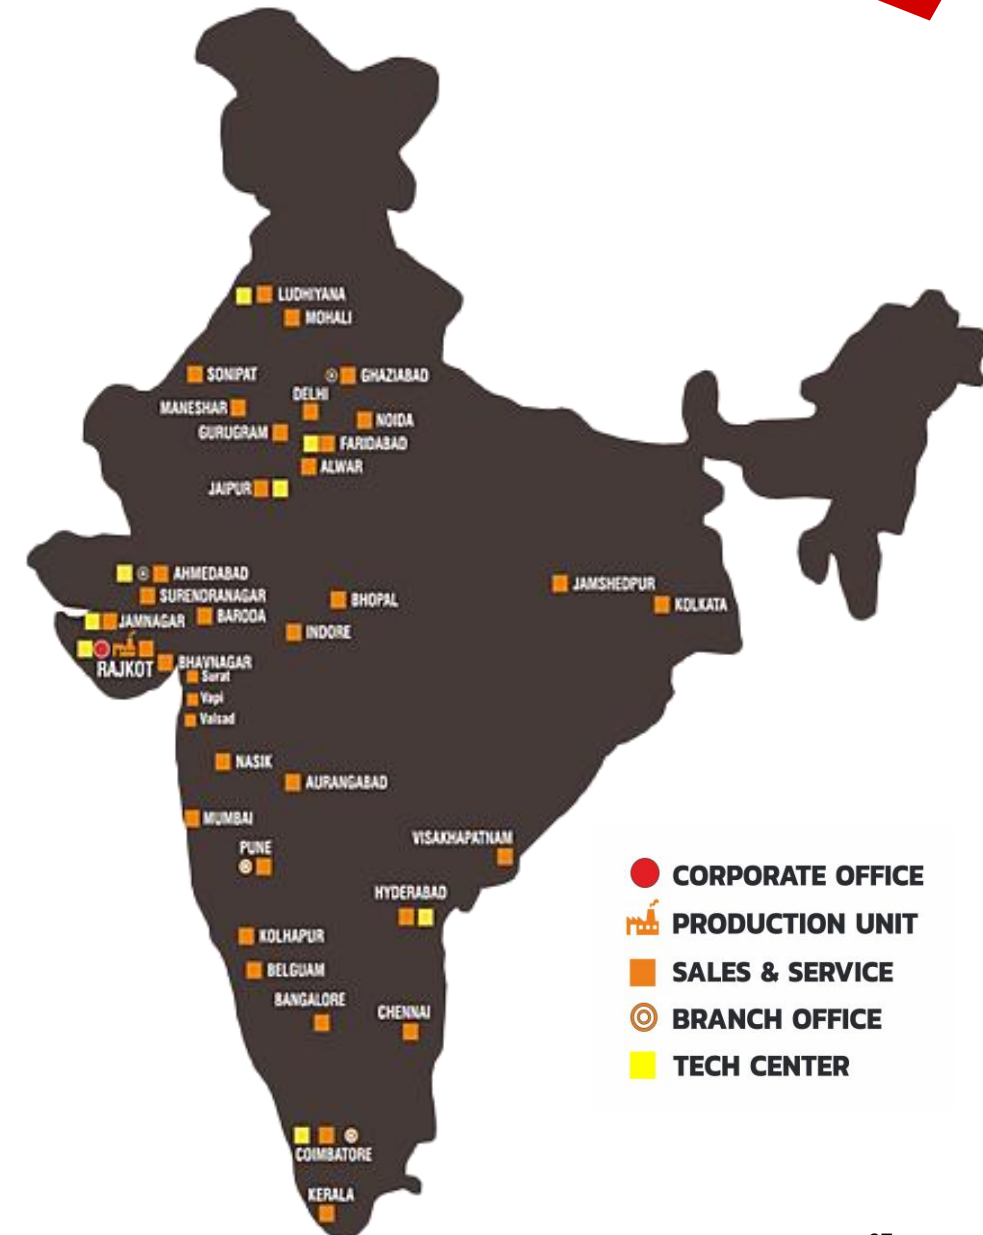 LUDHIYANA
MOHALI
SONIPAT
GHAZIABAD
DELHI
MANESHAR
NOIDA
GURUGRAM
FARIDABAD
ALWAR
JAIPUR
AHMEDABAD
JAMSHEDPUR
SURENDRANAGAR
BHOPAL
KOLKATA
BARODA
JAMNAGAR
INDORE
BHAVNAGAR
RAJKOT
Surat
Vapi
Valsad
NASIK
AURANGABAD
MUMBAI
VISAKHAPATNAM
PUNE
HYDERABAD
KOLHAPUR
BELGUAM
BANGALORE
CHENNAI
COIMBATORE
KERALA
CORPORATE OFFICE
PRODUCTION UNIT
SALES & SERVICE
BRANCH OFFICE
TECH CENTER